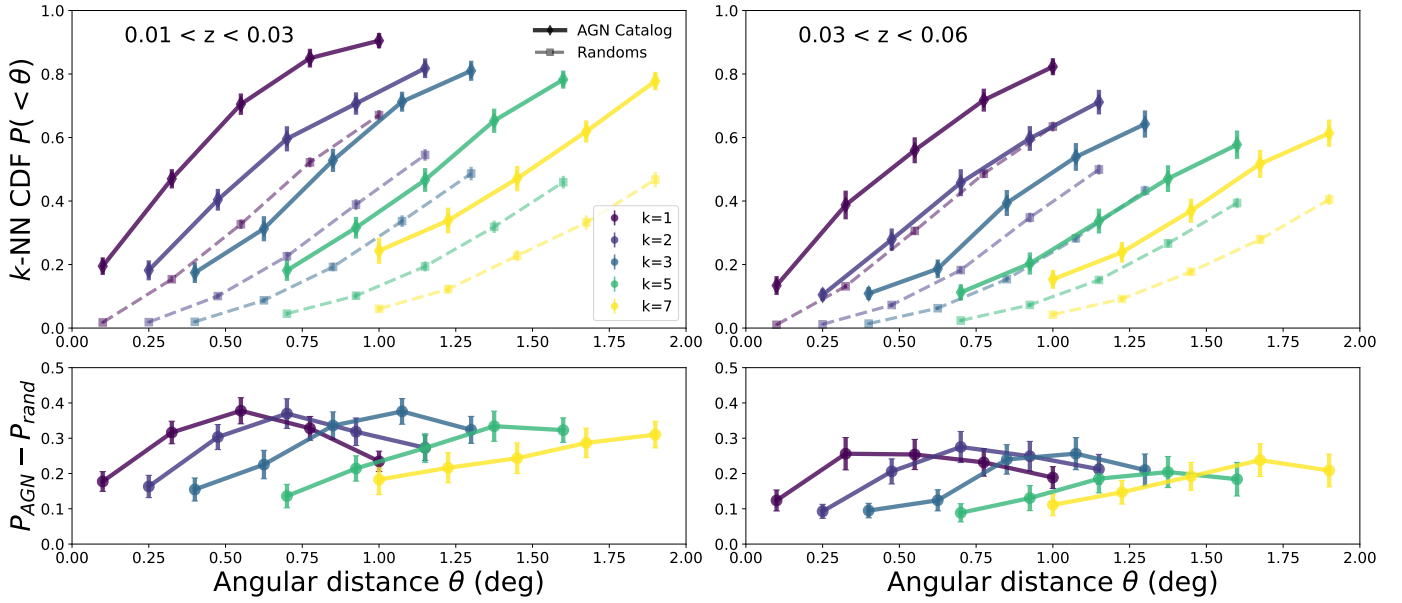 0.01 < z < 0.03
AGN Catalog
Randoms
k=1
k=2
k=3
k=5
k=7
k-NN CDF P(< θ)
1.0
0.8
0.6
0.4
0.2
0.0
0.00 0.25 0.50 0.75 1.00 1.25 1.50 1.75 2.00
0.03 < z < 0.06
1.0
0.8
0.6
0.4
0.2
0.0
0.00 0.25 0.50 0.75 1.00 1.25 1.50 1.75 2.00
P_AGN − P_rand
0.5
0.4
0.3
0.2
0.1
0.0
0.00 0.25 0.50 0.75 1.00 1.25 1.50 1.75 2.00
Angular distance θ (deg)
0.5
0.4
0.3
0.2
0.1
0.0
0.00 0.25 0.50 0.75 1.00 1.25 1.50 1.75 2.00
Angular distance θ (deg)